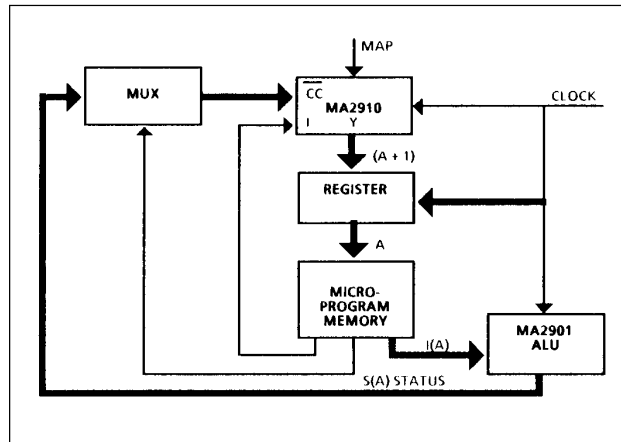 MAP
MUX
CC
MA2910
I Y
CLOCK
(A + 1)
REGISTER
A
MICRO-
PROGRAM
MEMORY
MA2901
ALU
I(A)
S(A) STATUS